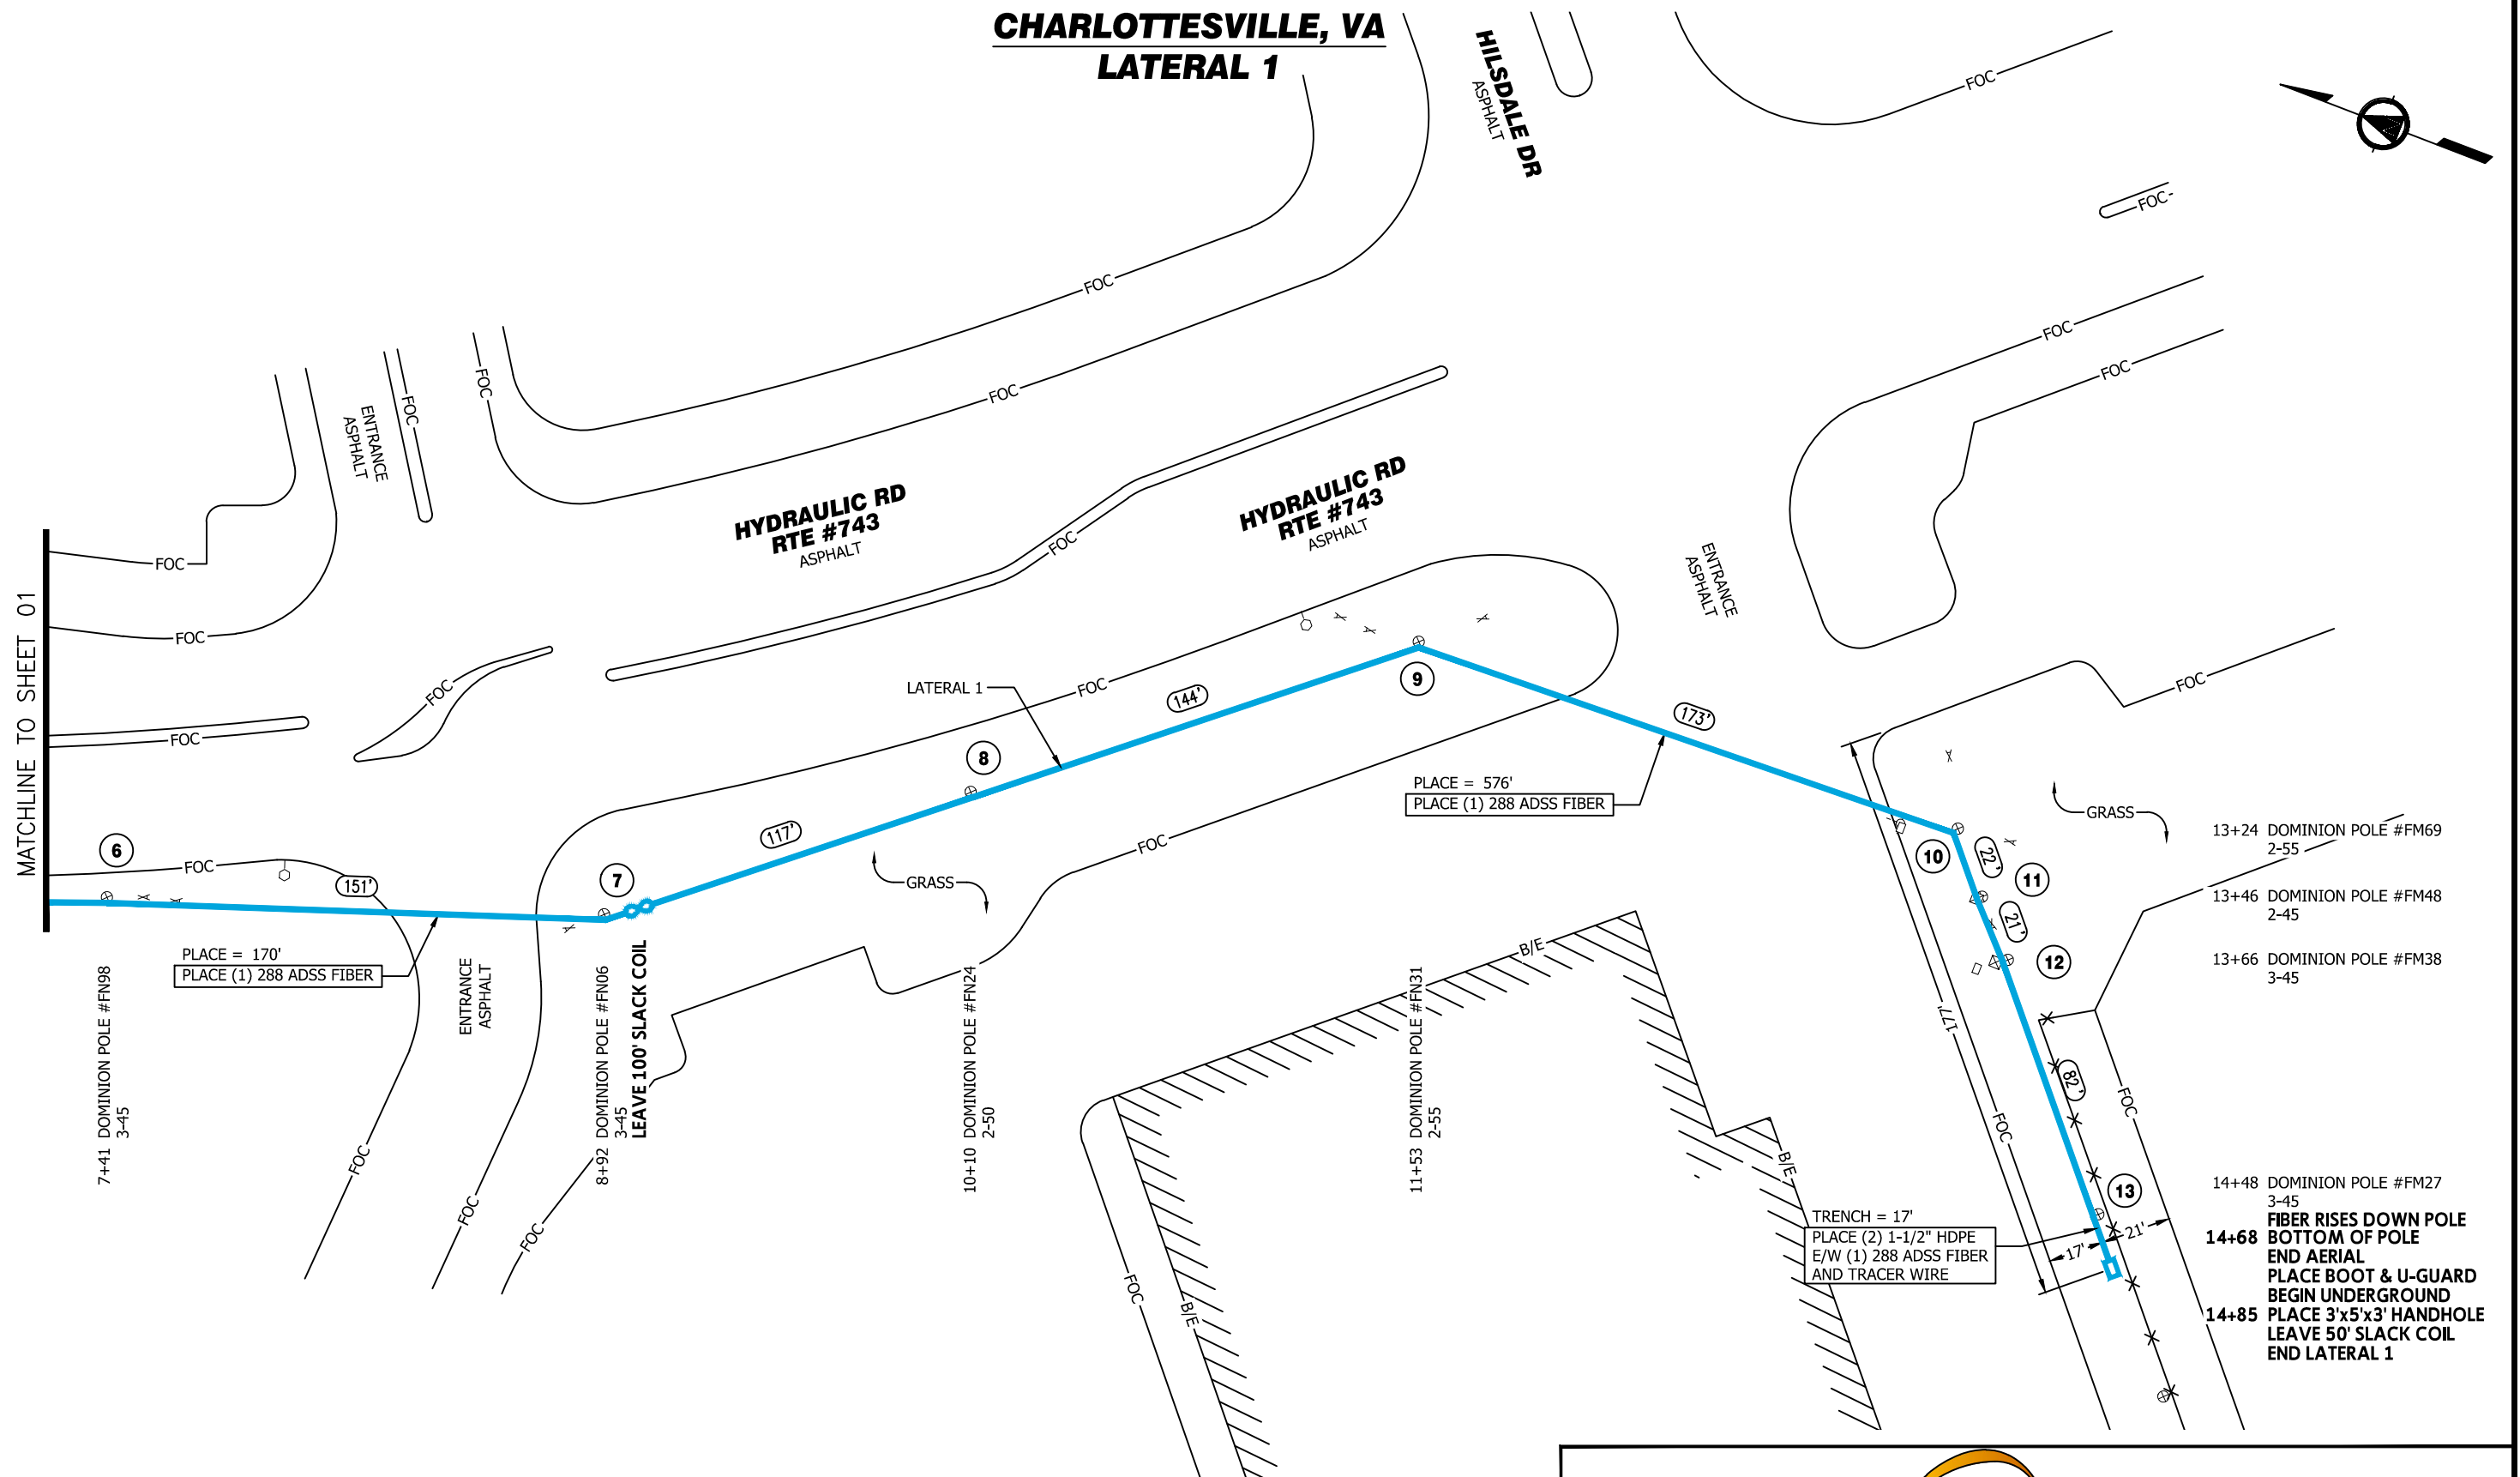 CHARLOTTESVILLE, VA
LATERAL 1
HILSDALE DR
ASPHALT
FOC
FOC-
FOC
FOC
FOC
FOC
FOC
FOC
ENTRANCE
ASPHALT
HYDRAULIC RD
RTE #743
ASPHALT
HYDRAULIC RD
RTE #743
ASPHALT
FOC
ENTRANCE
ASPHALT
MATCHLINE TO SHEET 01
FOC
FOC
FOC
FOC
FOC
FOC
FOC
LATERAL 1
144'
9
173'
8
117'
PLACE = 576'
PLACE (1) 288 ADSS FIBER
GRASS
6
FOC
151'
7
GRASS
FOC
10
22'
11
21'
12
13+24 DOMINION POLE #FM69
2-55
13+46 DOMINION POLE #FM48
2-45
13+66 DOMINION POLE #FM38
3-45
PLACE = 170'
PLACE (1) 288 ADSS FIBER
ENTRANCE
ASPHALT
7+41 DOMINION POLE #FN98
3-45
8+92 DOMINION POLE #FN06
3-45
LEAVE 100' SLACK COIL
10+10 DOMINION POLE #FN24
2-50
11+53 DOMINION POLE #FN31
2-55
B/E
177'
82'
FOC
FOC
B/E
FOC
FOC
FOC
FOC
B/E
13
TRENCH = 17'
PLACE (2) 1-1/2" HDPE
E/W (1) 288 ADSS FIBER
AND TRACER WIRE
17'
21'
14+48 DOMINION POLE #FM27
3-45
FIBER RISES DOWN POLE
14+68 BOTTOM OF POLE
END AERIAL
PLACE BOOT & U-GUARD
BEGIN UNDERGROUND
14+85 PLACE 3'x5'x3' HANDHOLE
LEAVE 50' SLACK COIL
END LATERAL 1